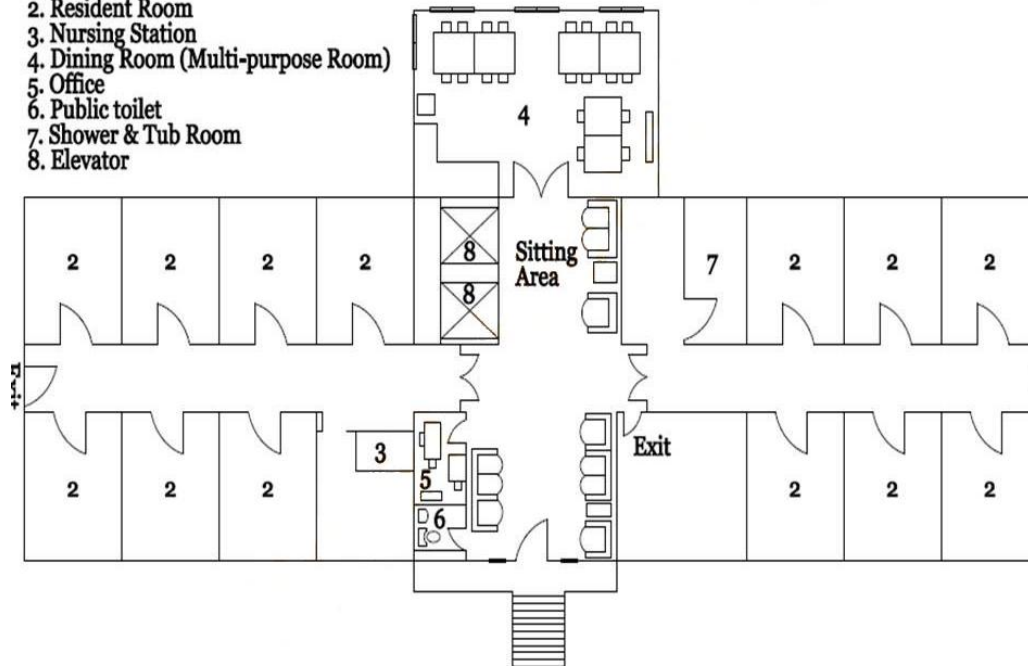 2. Resident Room
3. Nursing Station
4. Dining Room (Multi-purpose Room)
5. Office
6. Public toilet
7. Shower & Tub Room
8. Elevator
4
2 2 2 2 8 Sitting 7 2 2 2
Area
8
Exit
Exit
3
2 2 2 5 2 2 2
6